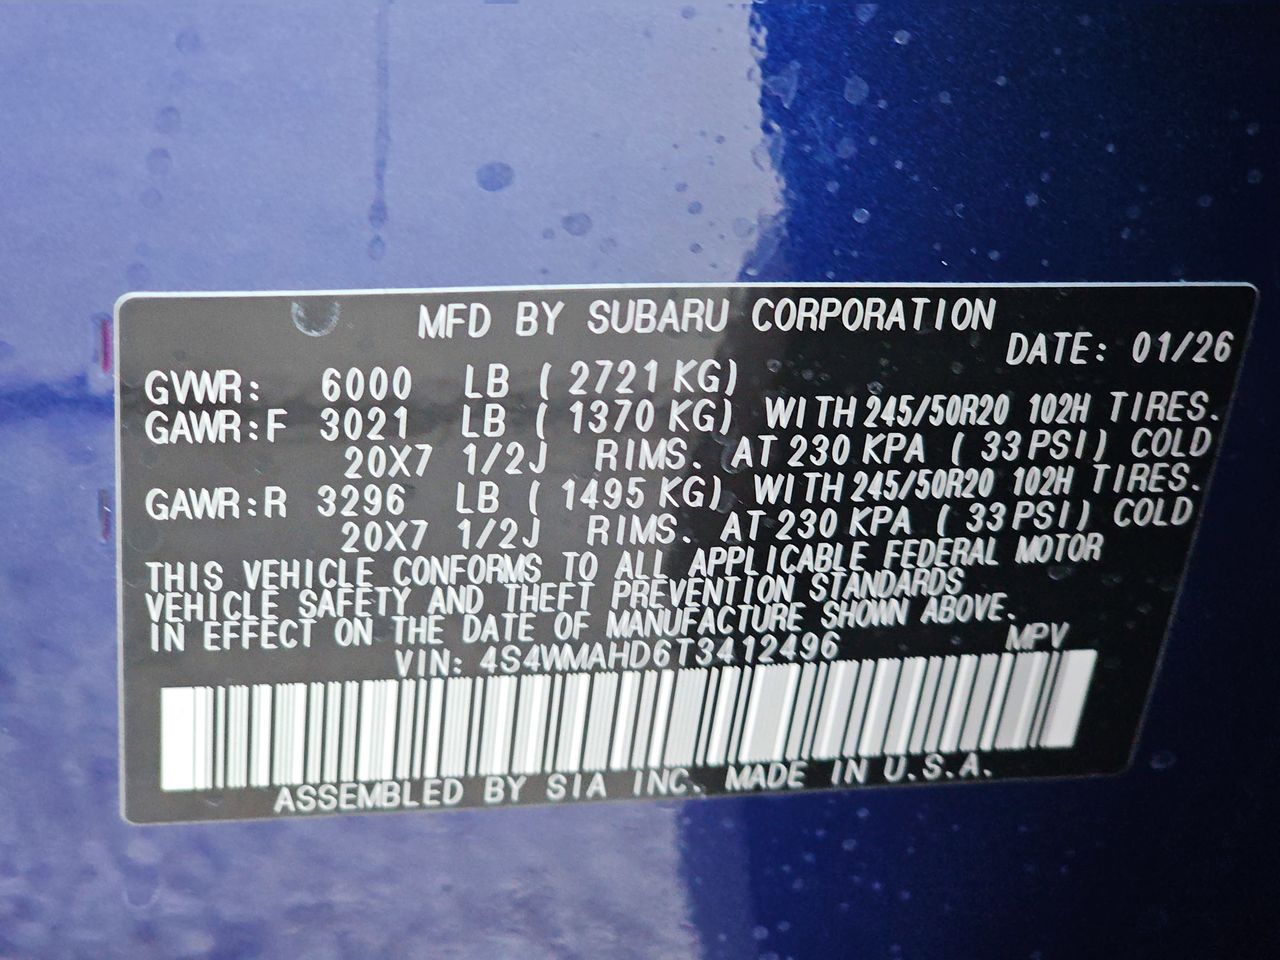 MFD BY SUBARU CORPORATION
DATE: 01/26
GVWR: 6000 LB ( 2721 KG)
GAWR:F 3021 LB ( 1370 KG) WITH 245/50R20 102H TIRES.
20X7 1/2J RIMS. AT 230 KPA ( 33 PSI) COLD
GAWR:R 3296 LB ( 1495 KG) WITH 245/50R20 102H TIRES.
20X7 1/2J RIMS. AT 230 KPA ( 33 PSI) COLD
THIS VEHICLE CONFORMS TO ALL APPLICABLE FEDERAL MOTOR
VEHICLE SAFETY AND THEFT PREVENTION STANDARDS
IN EFFECT ON THE DATE OF MANUFACTURE SHOWN ABOVE.
VIN: 4S4WMAHD6T3412496 MPV
ASSEMBLED BY SIA INC. MADE IN U.S.A.